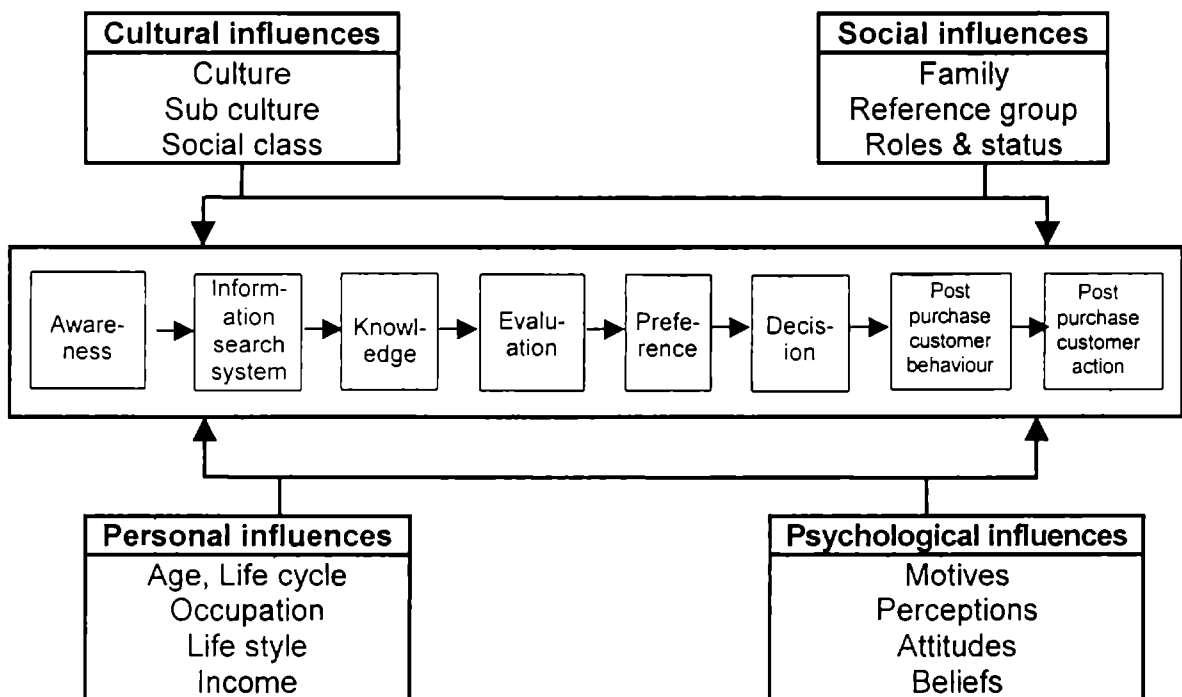 Cultural influences
Culture
Sub culture
Social class
Social influences
Family
Reference group
Roles & status
Aware-
ness
Inform-
ation
search
system
Knowl-
edge
Evalu-
ation
Prefe-
rence
Decis-
ion
Post
purchase
customer
behaviour
Post
purchase
customer
action
Personal influences
Age, Life cycle
Occupation
Life style
Income
Psychological influences
Motives
Perceptions
Attitudes
Beliefs